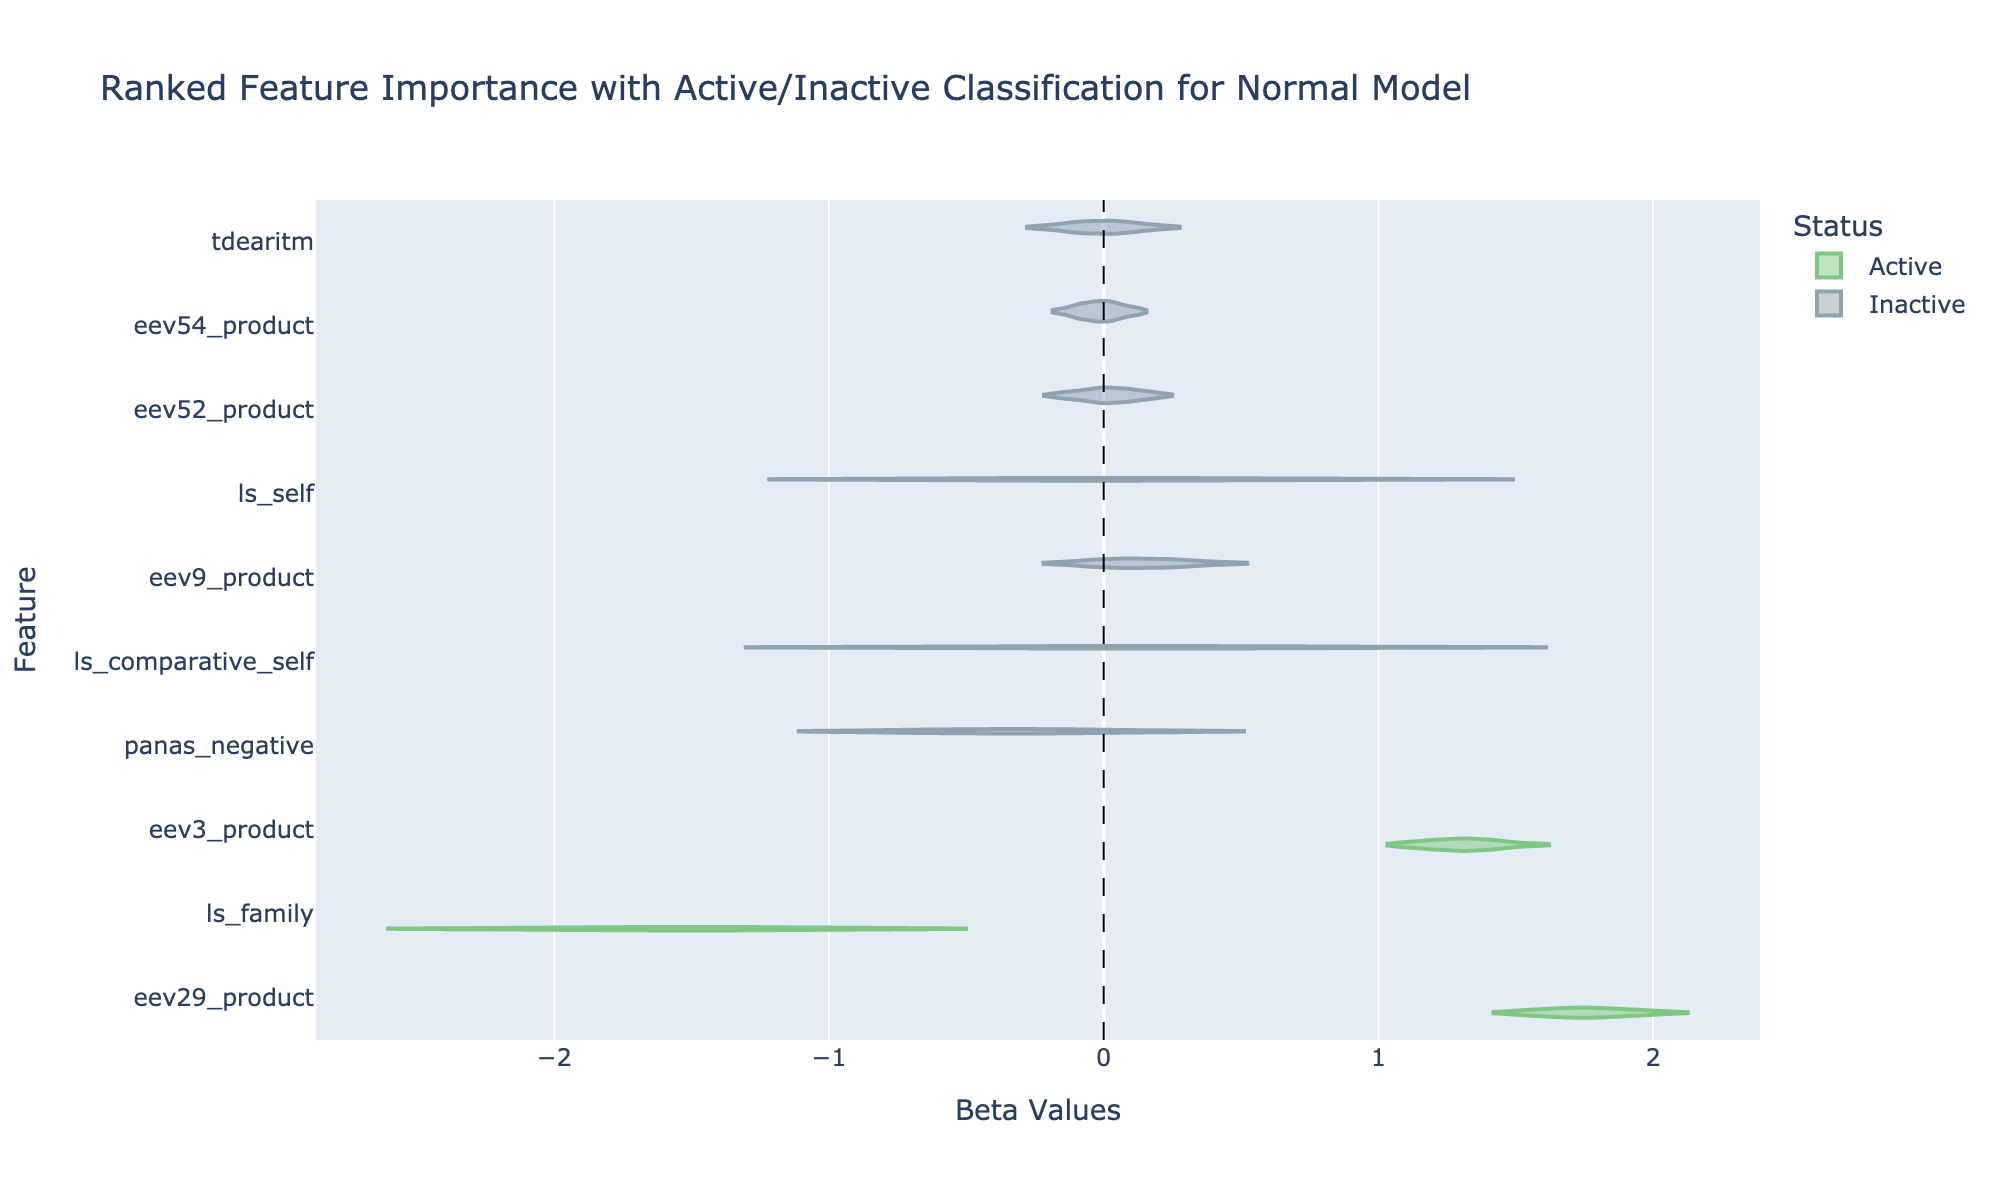 Ranked Feature Importance with Active/Inactive Classification for Normal Model
Status
Active
Inactive
Feature
tdearitm
eev54_product
eev52_product
ls_self
eev9_product
ls_comparative_self
panas_negative
eev3_product
ls_family
eev29_product
−2 −1 0 1 2
Beta Values